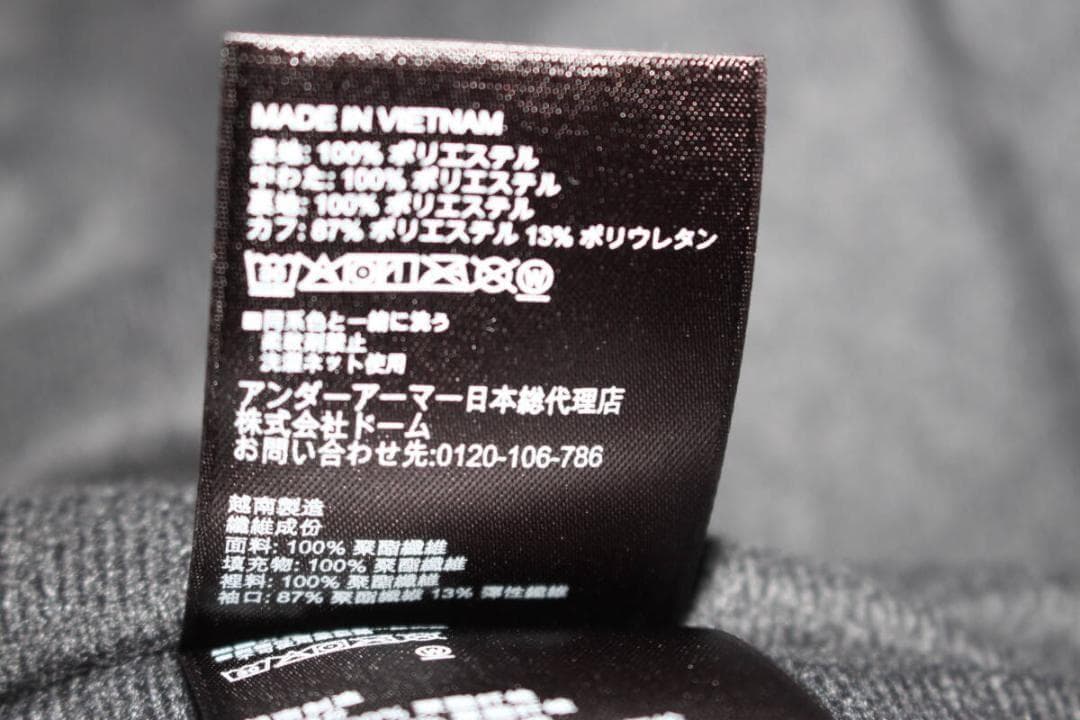 MADE IN VIETNAM
表地: 100% ポリエステル
中わた: 100% ポリエステル
裏地: 100% ポリエステル
カフ: 87% ポリエステル 13% ポリウレタン
W
■同系色と一緒に洗う
洗濯ネット使用
アンダーアーマー日本総代理店
株式会社ドーム
お問い合わせ先:0120-106-786
越南製造
纖維成份
面料: 100% 聚酯纖維
填充物: 100% 聚酯纖維
裡料: 100% 聚酯纖維
袖口: 87% 聚酯纖維 13% 彈性纖維
W